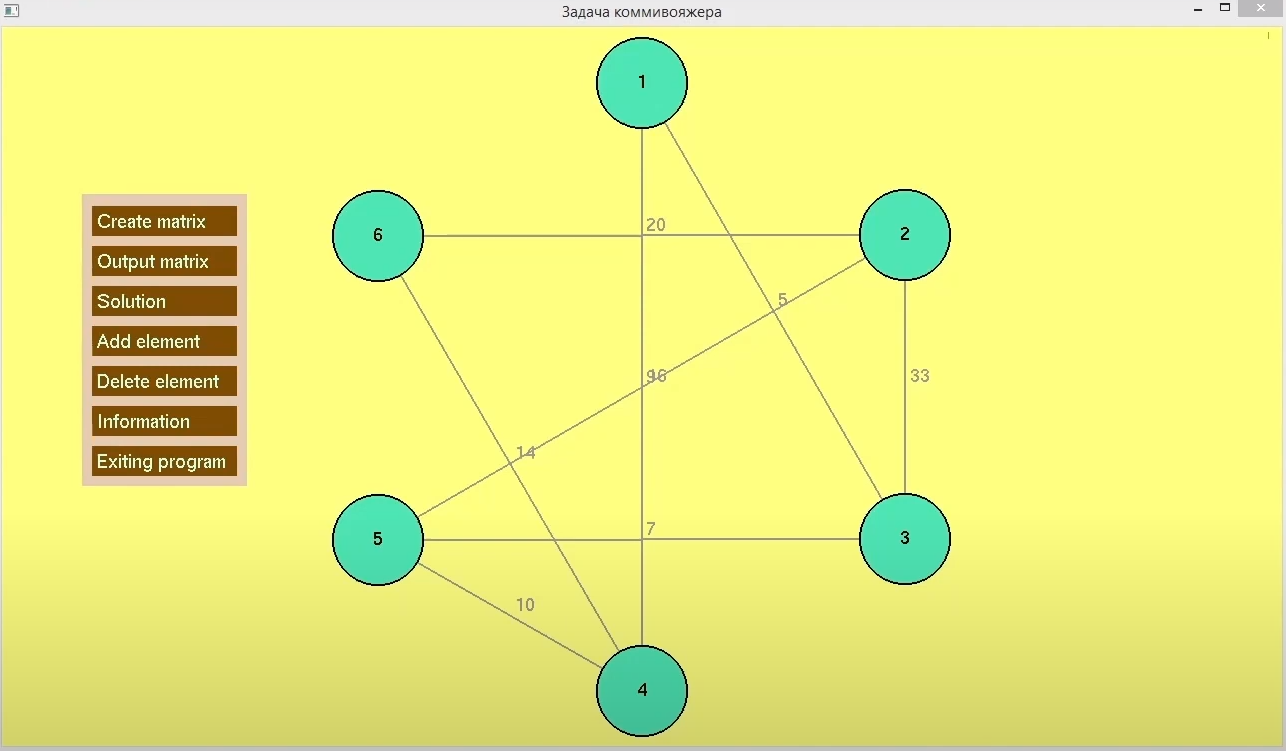 Задача коммивояжера
1
6
20
2
Create matrix
Output matrix
Solution
Add element
Delete element
Information
Exiting program
5
33
14
7
5
3
10
4